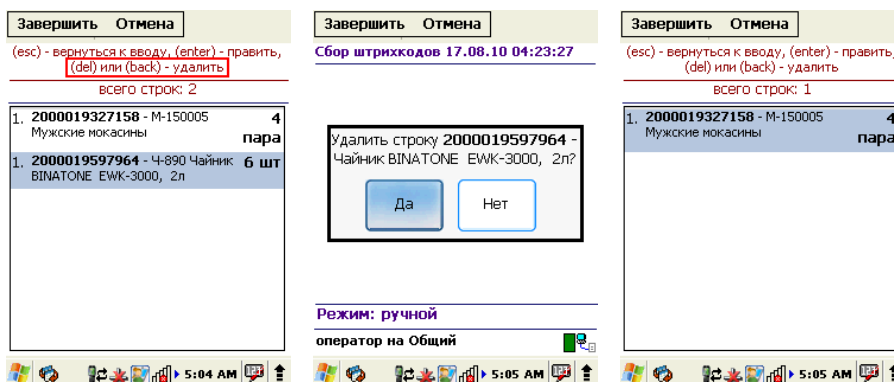 Завершить Отмена
(esc) - вернуться к вводу, (enter) - править,
(del) или (back) - удалить
всего строк: 2
1. 2000019327158 - М-150005 4
Мужские мокасины пара
1. 2000019597964 - Ч-890 Чайник 6 шт
BINATONE EWK-3000, 2л
5:04 AM
Завершить Отмена
Сбор штрихкодов 17.08.10 04:23:27
Удалить строку 2000019597964 -
Чайник BINATONE EWK-3000, 2л?
Да Нет
Режим: ручной
оператор на Общий
5:05 AM
Завершить Отмена
(esc) - вернуться к вводу, (enter) - править,
(del) или (back) - удалить
всего строк: 1
1. 2000019327158 - М-150005 4
Мужские мокасины пара
5:05 AM